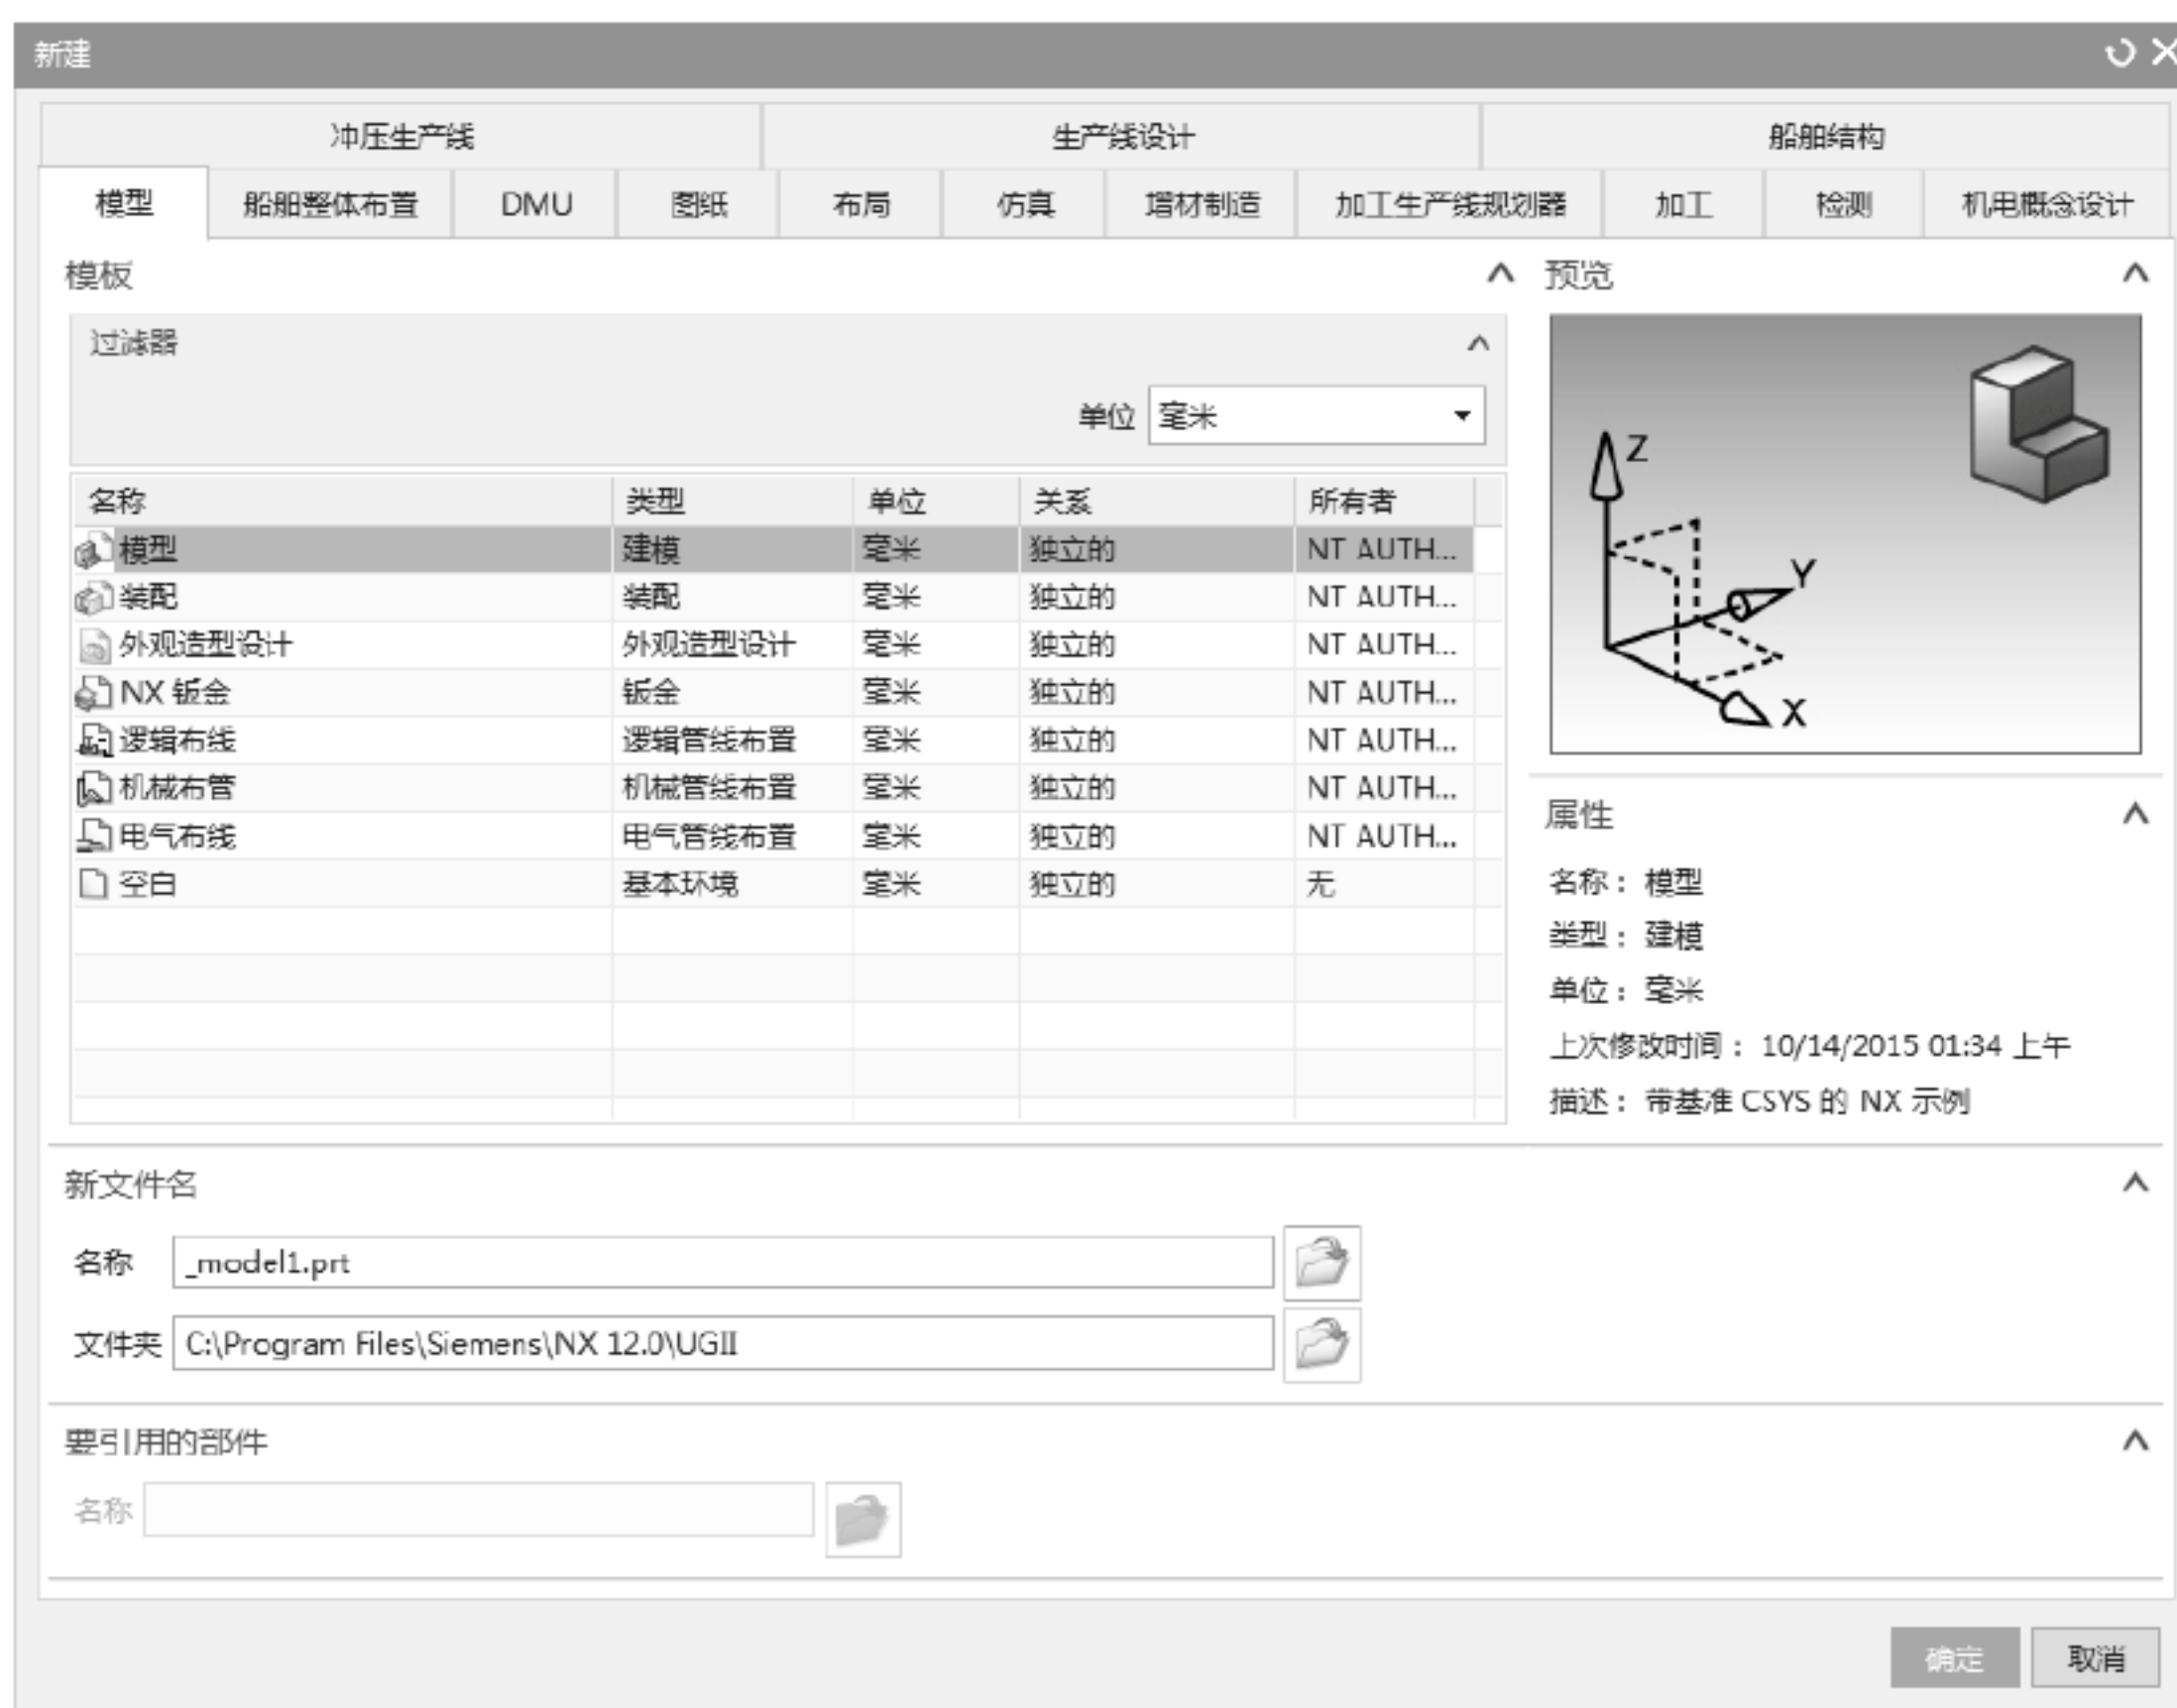 新建
冲压生产线 生产线设计 船舶结构
模型 船舶整体布置 DMU 图纸 布局 仿真 增材制造 加工生产线规划器 加工 检测 机电概念设计
模板
过滤器
单位 毫米
名称 类型 单位 关系 所有者
模型 建模 毫米 独立的 NT AUTH...
装配 装配 毫米 独立的 NT AUTH...
外观造型设计 外观造型设计 毫米 独立的 NT AUTH...
NX 钣金 钣金 毫米 独立的 NT AUTH...
逻辑布线 逻辑管线布置 毫米 独立的 NT AUTH...
机械布管 机械管线布置 毫米 独立的 NT AUTH...
电气布线 电气管线布置 毫米 独立的 NT AUTH...
空白 基本环境 毫米 独立的 无
预览
Z
Y
X
属性
名称： 模型
类型： 建模
单位： 毫米
上次修改时间： 10/14/2015 01:34 上午
描述： 带基准 CSYS 的 NX 示例
新文件名
名称 _model1.prt
文件夹 C:\Program Files\Siemens\NX 12.0\UGII
要引用的部件
名称
确定 取消